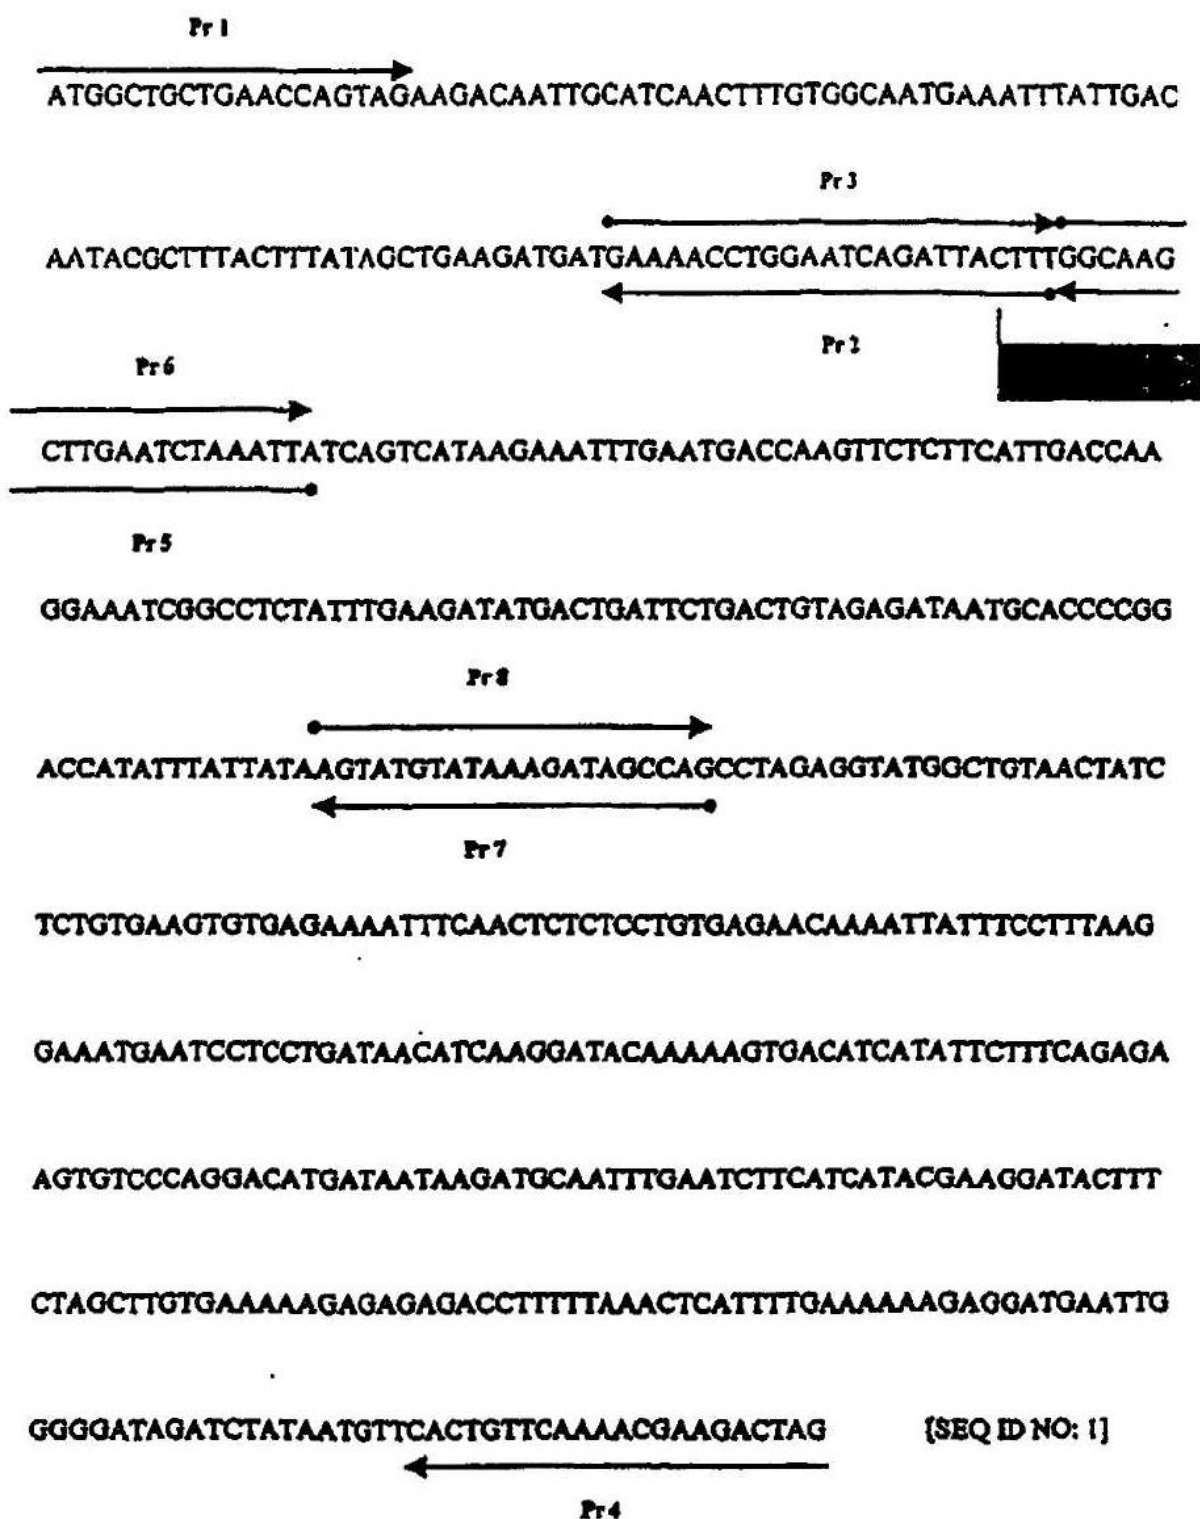 Pr 1
ATGGCTGCTGAACCAGTAGAAGACAATTGCATCAACTTTGTGGCAATGAAATTTATTGAC
Pr 3
AATACGCTTTACTTTATAGCTGAAGATGATGAAAACCTGGAATCAGATTACTTTGGCAAG
Pr 2
Pr 6
CTTGAATCTAAATTATCAGTCATAAGAAATTTGAATGACCAAGTTCTCTTCATTGACCAA
Pr 5
GGAAATCGGCCTCTATTTGAAGATATGACTGATTCTGACTGTAGAGATAATGCACCCCGG
Pr 8
ACCATATTTATTATAAGTATGTATAAAGATAGCCAGCCTAGAGGTATGGCTGTAACTATC
Pr 7
TCTGTGAAGTGTGAGAAAATTTCAACTCTCTCCTGTGAGAACAAAATTATTTCCTTTAAG
GAAATGAATCCTCCTGATAACATCAAGGATACAAAAAGTGACATCATATTCTTTCAGAGA
AGTGTCCCAGGACATGATAATAAGATGCAATTTGAATCTTCATCATACGAAGGATACTTT
CTAGCTTGTGAAAAAGAGAGAGACCTTTTTAAACTCATTTTGAAAAAAGAGGATGAATTG
GGGGATAGATCTATAATGTTCACTGTTCAAAACGAAGACTAG [SEQ ID NO: 1]
Pr 4